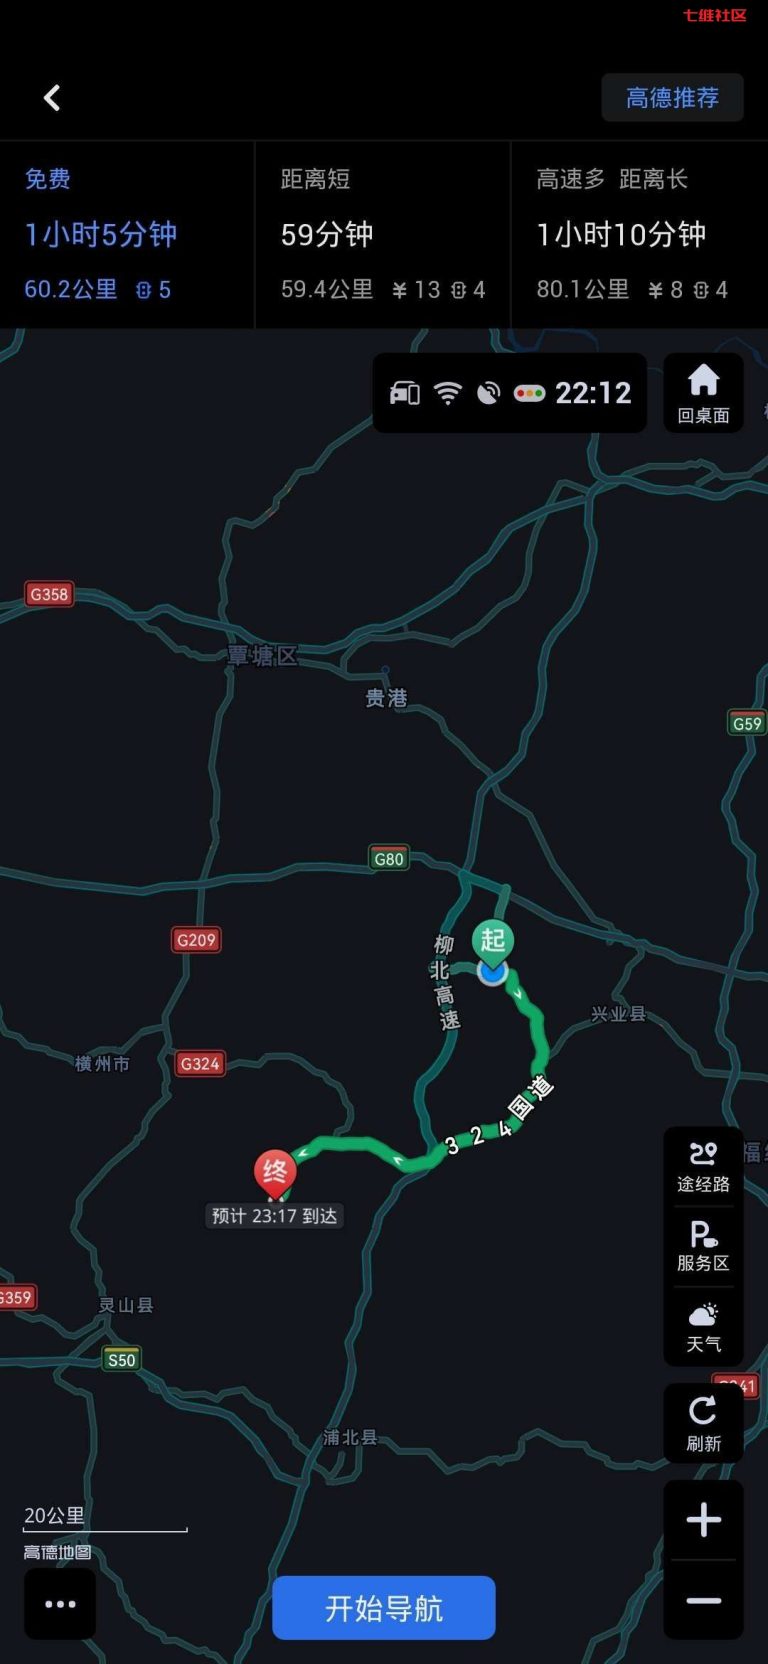 七维社区
高德推荐
免费
1小时5分钟
60.2公里 5
距离短
59分钟
59.4公里 ¥ 13 4
高速多 距离长
1小时10分钟
80.1公里 ¥ 8 4
22:12
回桌面
G358
覃塘区
贵港
G59
G80
G209
柳北高速
起
兴业县
横州市
G324
324国道
终
预计 23:17 到达
途经路
P
服务区
天气
G359
灵山县
S50
刷新
浦北县
20公里
高德地图
开始导航